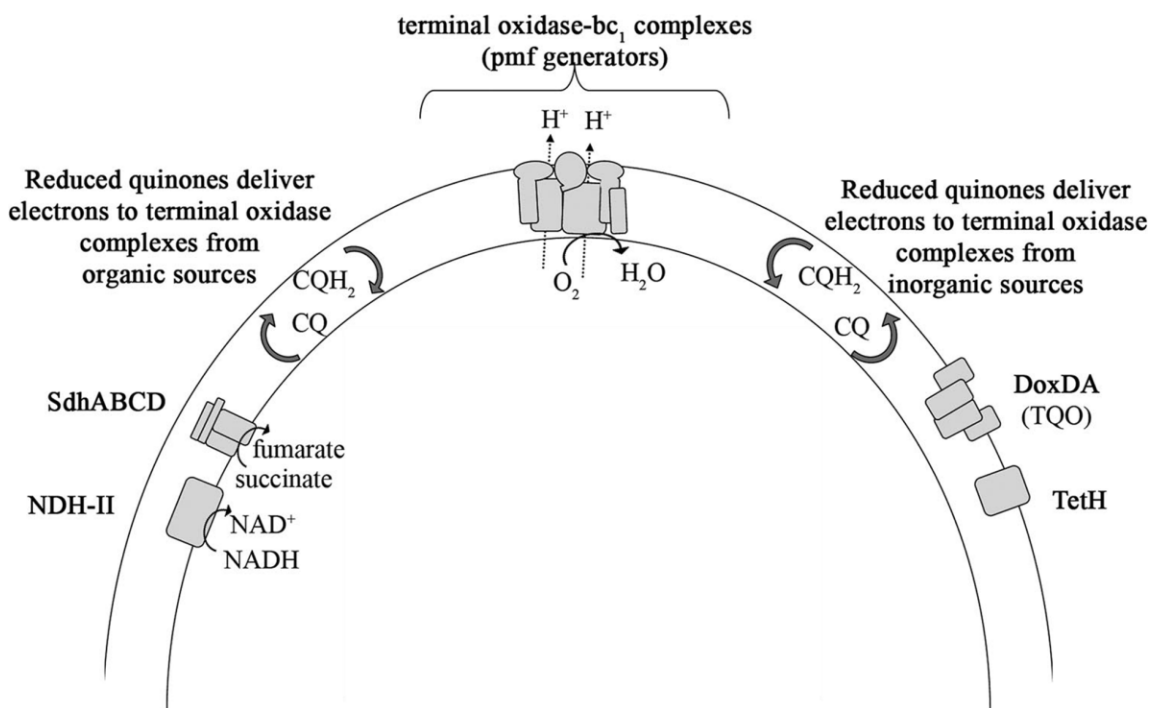 terminal oxidase-bc₁ complexes
(pmf generators)
H⁺ H⁺
O₂
H₂O
Reduced quinones deliver
electrons to terminal oxidase
complexes from
organic sources
CQH₂
CQ
SdhABCD
fumarate
succinate
NDH-II
NAD⁺
NADH
Reduced quinones deliver
electrons to terminal oxidase
complexes from
inorganic sources
CQH₂
CQ
DoxDA
(TQO)
TetH